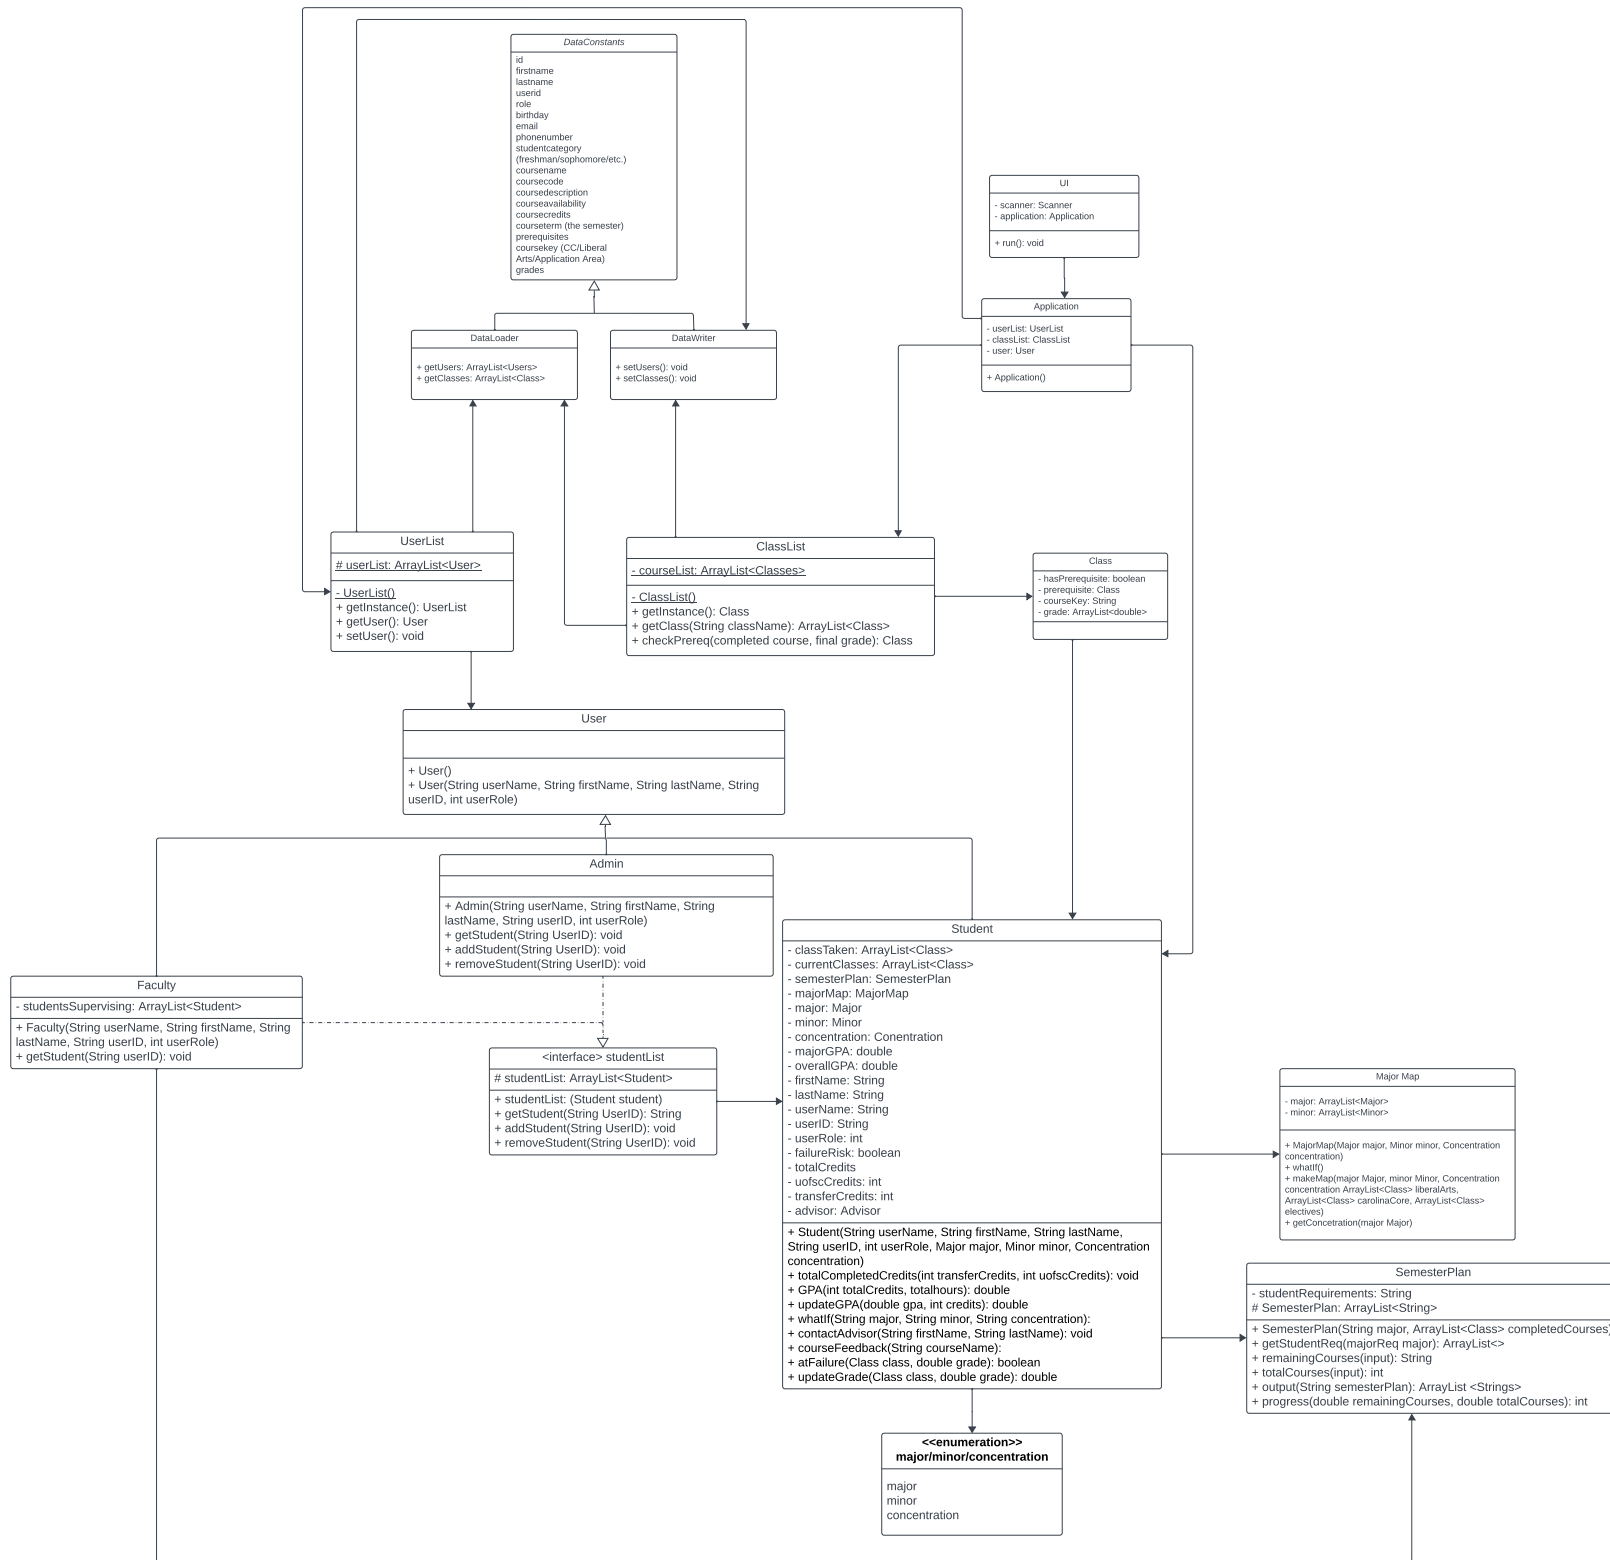 DataConstants
id
firstname
lastname
userid
role
birthday
email
phonenumber
studentcategory
(freshman/sophomore/etc.)
coursename
coursecode
coursedescription
courseavailability
coursecredits
courseterm (the semester)
prerequisites
coursekey (CC/Liberal
Arts/Application Area)
grades
UI
- scanner: Scanner
- application: Application
+ run(): void
Application
- userList: UserList
- classList: ClassList
- user: User
+ Application()
DataLoader
+ getUsers: ArrayList<Users>
+ getClasses: ArrayList<Class>
DataWriter
+ setUsers(): void
+ setClasses(): void
UserList
# userList: ArrayList<User>
- UserList()
+ getInstance(): UserList
+ getUser(): User
+ setUser(): void
ClassList
- courseList: ArrayList<Classes>
- ClassList()
+ getInstance(): Class
+ getClass(String className): ArrayList<Class>
+ checkPrereq(completed course, final grade): Class
Class
- hasPrerequisite: boolean
- prerequisite: Class
- courseKey: String
- grade: ArrayList<double>
User
+ User()
+ User(String userName, String firstName, String lastName, String
userID, int userRole)
Admin
+ Admin(String userName, String firstName, String
lastName, String userID, int userRole)
+ getStudent(String UserID): void
+ addStudent(String UserID): void
+ removeStudent(String UserID): void
Faculty
- studentsSupervising: ArrayList<Student>
+ Faculty(String userName, String firstName, String
lastName, String userID, int userRole)
+ getStudent(String userID): void
<interface> studentList
# studentList: ArrayList<Student>
+ studentList: (Student student)
+ getStudent(String UserID): String
+ addStudent(String UserID): void
+ removeStudent(String UserID): void
Student
- classTaken: ArrayList<Class>
- currentClasses: ArrayList<Class>
- semesterPlan: SemesterPlan
- majorMap: MajorMap
- major: Major
- minor: Minor
- concentration: Conentration
- majorGPA: double
- overallGPA: double
- firstName: String
- lastName: String
- userName: String
- userID: String
- userRole: int
- failureRisk: boolean
- totalCredits
- uofscCredits: int
- transferCredits: int
- advisor: Advisor
+ Student(String userName, String firstName, String lastName,
String userID, int userRole, Major major, Minor minor, Concentration
concentration)
+ totalCompletedCredits(int transferCredits, int uofscCredits): void
+ GPA(int totalCredits, totalhours): double
+ updateGPA(double gpa, int credits): double
+ whatIf(String major, String minor, String concentration):
+ contactAdvisor(String firstName, String lastName): void
+ courseFeedback(String courseName):
+ atFailure(Class class, double grade): boolean
+ updateGrade(Class class, double grade): double
Major Map
- major: ArrayList<Major>
- minor: ArrayList<Minor>
+ MajorMap(Major major, Minor minor, Concentration
concentration)
+ whatIf()
+ makeMap(major Major, minor Minor, Concentration
concentration ArrayList<Class> liberalArts,
ArrayList<Class> carolinaCore, ArrayList<Class>
electives)
+ getConcetration(major Major)
SemesterPlan
- studentRequirements: String
# SemesterPlan: ArrayList<String>
+ SemesterPlan(String major, ArrayList<Class> completedCourses)
+ getStudentReq(majorReq major): ArrayList<>
+ remainingCourses(input): String
+ totalCourses(input): int
+ output(String semesterPlan): ArrayList <Strings>
+ progress(double remainingCourses, double totalCourses): int
<<enumeration>>
major/minor/concentration
major
minor
concentration